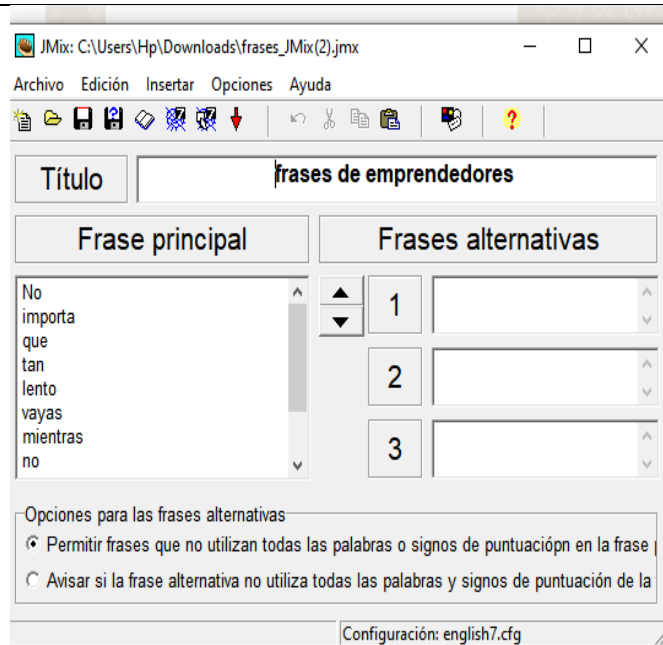 JMix: C:\Users\Hp\Downloads\frases_JMix(2).jmx
Archivo Edición Insertar Opciones Ayuda
Título
frases de emprendedores
Frase principal
Frases alternativas
No
importa
que
tan
lento
vayas
mientras
no
1
2
3
Opciones para las frases alternativas
Permitir frases que no utilizan todas las palabras o signos de puntuaciópn en la frase
Avisar si la frase alternativa no utiliza todas las palabras y signos de puntuación de la
Configuración: english7.cfg